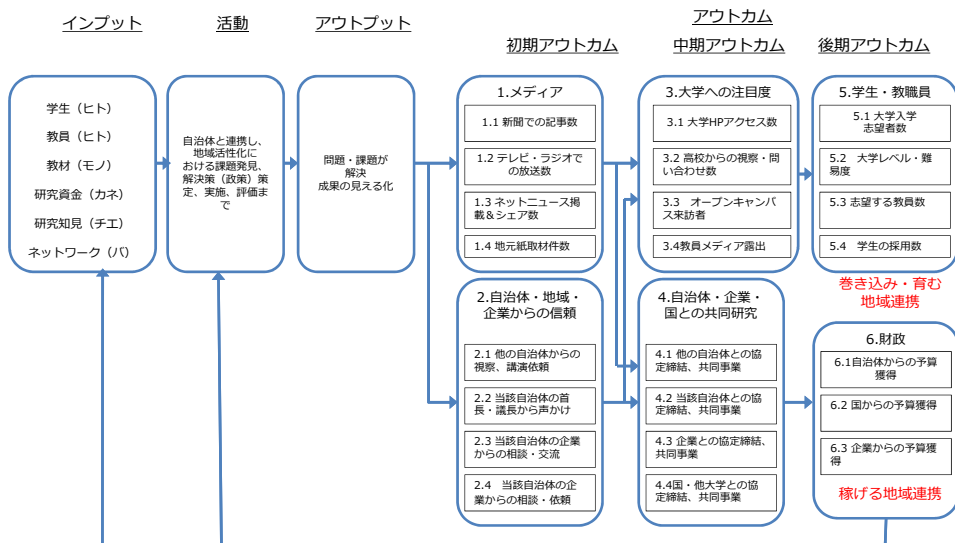 インプット
活動
アウトプット
アウトカム
初期アウトカム
中期アウトカム
後期アウトカム
学生（ヒト）
教員（ヒト）
教材（モノ）
研究資金（カネ）
研究知見（チエ）
ネットワーク（バ）
自治体と連携し、
地域活性化に
おける課題発見、
解決策（政策）策
定、実施、評価ま
で
問題・課題が
解決
成果の見える化
1.メディア
1.1 新聞での記事数
1.2 テレビ・ラジオで
の放送数
1.3 ネットニュース掲
載＆シェア数
1.4 地元紙取材件数
2.自治体・地域・
企業からの信頼
2.1 他の自治体からの
視察、講演依頼
2.2 当該自治体の首
長・議長から声かけ
2.3 当該自治体の企業
からの相談・交流
2.4　当該自治体の企
業からの相談・依頼
3.大学への注目度
3.1 大学HPアクセス数
3.2 高校からの視察・問
い合わせ数
3.3　オープンキャンパ
ス来訪者
3.4教員メディア露出
4.自治体・企業・
国との共同研究
4.1 他の自治体との協
定締結、共同事業
4.2 当該自治体との協
定締結、共同事業
4.3 企業との協定締結、
共同事業
4.4国・他大学との協
定締結、共同事業
5.学生・教職員
5.1 大学入学
志望者数
5.2　大学レベル・難
易度
5.3 志望する教員数
5.4　学生の採用数
巻き込み・育む
地域連携
6.財政
6.1自治体からの予算
獲得
6.2 国からの予算獲得
6.3 企業からの予算獲
得
稼げる地域連携